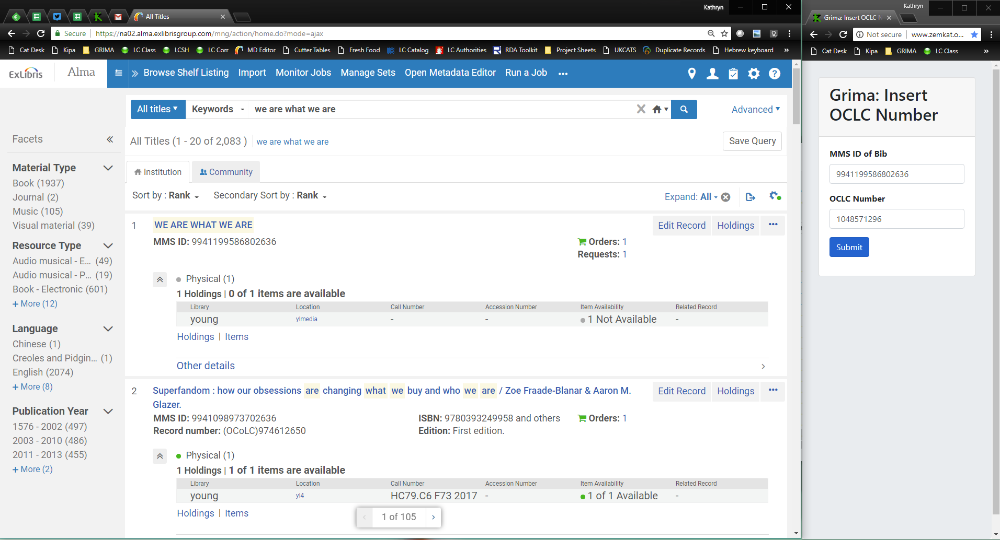 Kathryn
All Titles
Secure
https://na02.alma.exlibrisgroup.com/mng/action/home.do?mode=ajax
Cat Desk
Kipa
GRIMA
LC Class
LCSH
LC Corr
MD Editor
Cutter Tables
Fresh Food
LC Catalog
LC Authorities
RDA Toolkit
Project Sheets
UKCATS
Duplicate Records
Hebrew keyboard
»
ExLibris
Alma
Browse Shelf Listing
Import
Monitor Jobs
Manage Sets
Open Metadata Editor
Run a Job
All titles
Keywords
we are what we are
Advanced
All Titles (1 - 20 of 2,083 )
we are what we are
Save Query
Institution
Community
Sort by : Rank
Secondary Sort by : Rank
Expand: All
Facets
Material Type
Book (1937)
Journal (2)
Music (105)
Visual material (39)
Resource Type
Audio musical - E... (49)
Audio musical - P... (19)
Book - Electronic (601)
+ More (12)
Language
Chinese (1)
Creoles and Pidgin... (1)
English (2074)
+ More (8)
Publication Year
1576 - 2002 (497)
2003 - 2010 (486)
2011 - 2013 (455)
+ More (2)
1
WE ARE WHAT WE ARE
Edit Record
Holdings
MMS ID: 9941199586802636
Orders: 1
Requests: 1
Physical (1)
1 Holdings | 0 of 1 items are available
Library
Location
Call Number
Accession Number
Item Availability
Related Record
young
ylmedia
-
-
1 Not Available
-
Holdings | Items
Other details
2
Superfandom : how our obsessions are changing what we buy and who we are / Zoe Fraade-Blanar & Aaron M.
Glazer.
Edit Record
Holdings
MMS ID: 9941098973702636
ISBN: 9780393249958 and others
Orders: 1
Record number: (OCoLC)974612650
Edition: First edition.
Physical (1)
1 Holdings | 1 of 1 items are available
Library
Location
Call Number
Accession Number
Item Availability
Related Record
young
yl4
HC79.C6 F73 2017
-
1 of 1 Available
-
Holdings | Items
1 of 105
Kathryn
Grima: Insert OCLC N
Not secure
www.zemkat.o...
Cat Desk
Kipa
GRIMA
LC Class
»
Grima: Insert
OCLC Number
MMS ID of Bib
9941199586802636
OCLC Number
1048571296
Submit